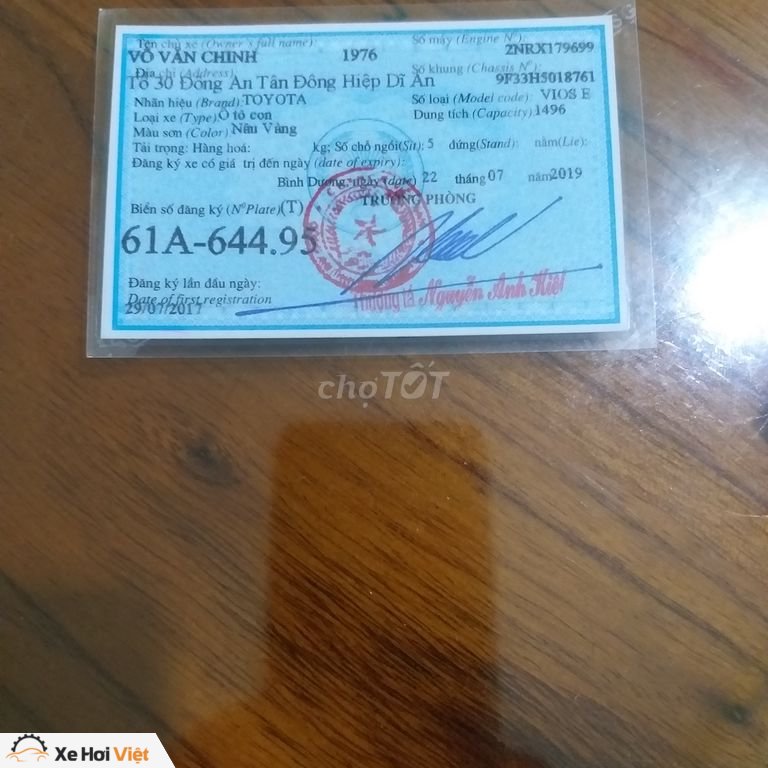 Tên chủ xe (Owner's full name): Số máy (Engine Nº):
VÕ VĂN CHINH 1976 2NRX179699
Địa chỉ (Address) Số khung (Chassis Nº):
Tổ 30 Đông An Tân Đông Hiệp Dĩ An 9F33H5018761
Nhãn hiệu (Brand): TOYOTA Số loại (Model code): VIOS E
Loại xe (Type) Ô tô con Dung tích (Capacity) 1496
Màu sơn (Color) Nâu Vàng
Tải trọng: Hàng hoá: kg; Số chỗ ngồi(Sit): 5 đứng(Stand): nằm(Lie):
Đăng ký xe có giá trị đến ngày (date of expiry):
Bình Dương, ngày (date) 22 tháng 07 năm 2019
Biển số đăng ký (NºPlate)(T) TRƯỞNG PHÒNG
61A-644.95
Đăng ký lần đầu ngày:
Date of first registration
29/07/2017 Thượng tá Nguyễn Anh Kiệt
chợTỐT
Xe Hơi Việt